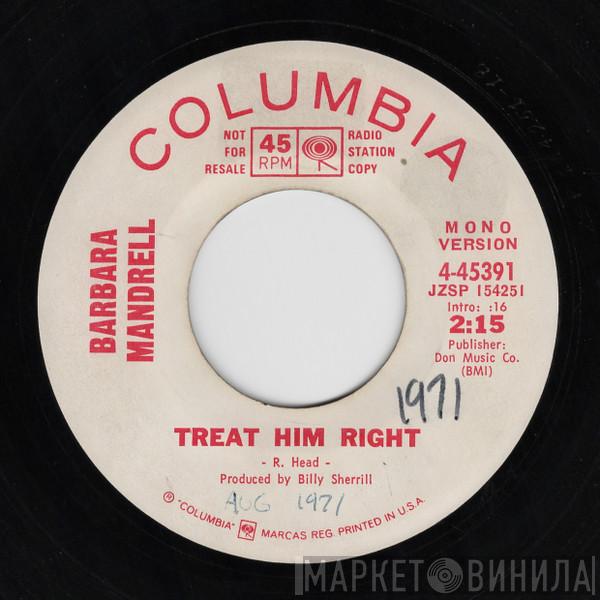 COLUMBIA
NOT
FOR
RESALE
45
RPM
RADIO
STATION
COPY
BARBARA
MANDRELL
MONO
VERSION
4-45391
JZSP 154251
Intro: :16
2:15
Publisher:
Don Music Co.
(BMI)
1971
TREAT HIM RIGHT
- R. Head -
Produced by Billy Sherrill
AUG 1971
Ⓟ "COLUMBIA" MARCAS REG. PRINTED IN U.S.A.
МАРКЕТ ВИНИЛА